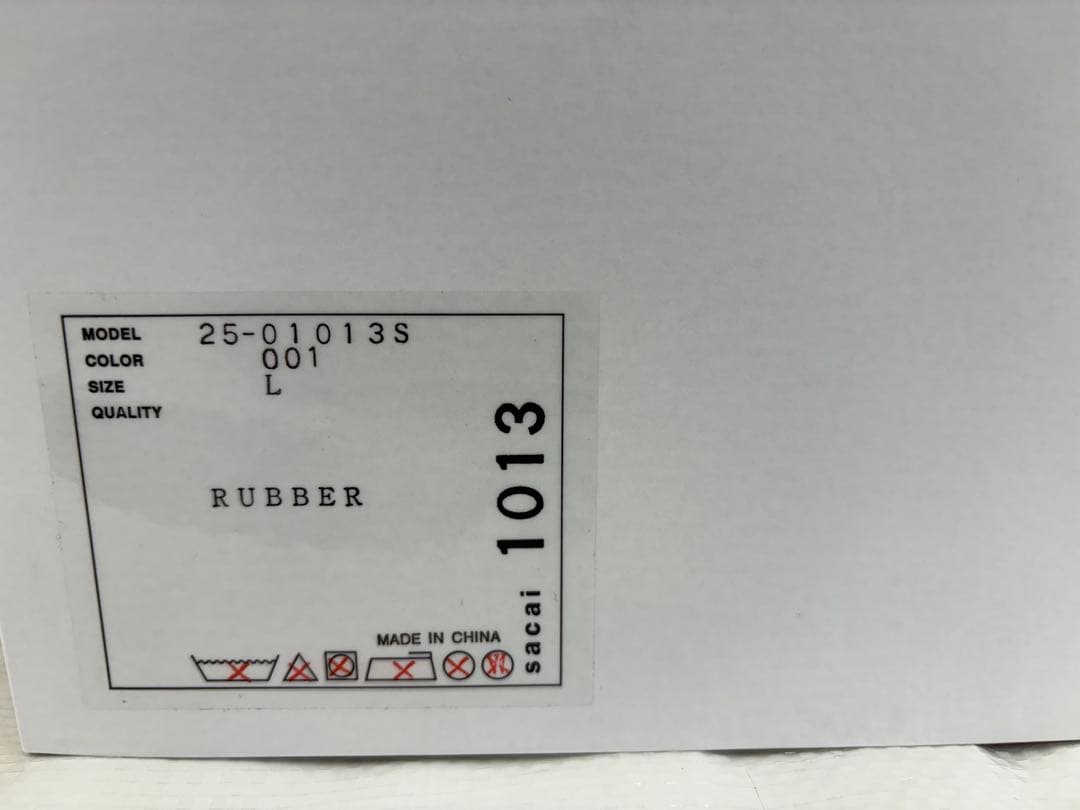 MODEL 25-01013S
COLOR 001
SIZE L
QUALITY
RUBBER
MADE IN CHINA
sacai 1013